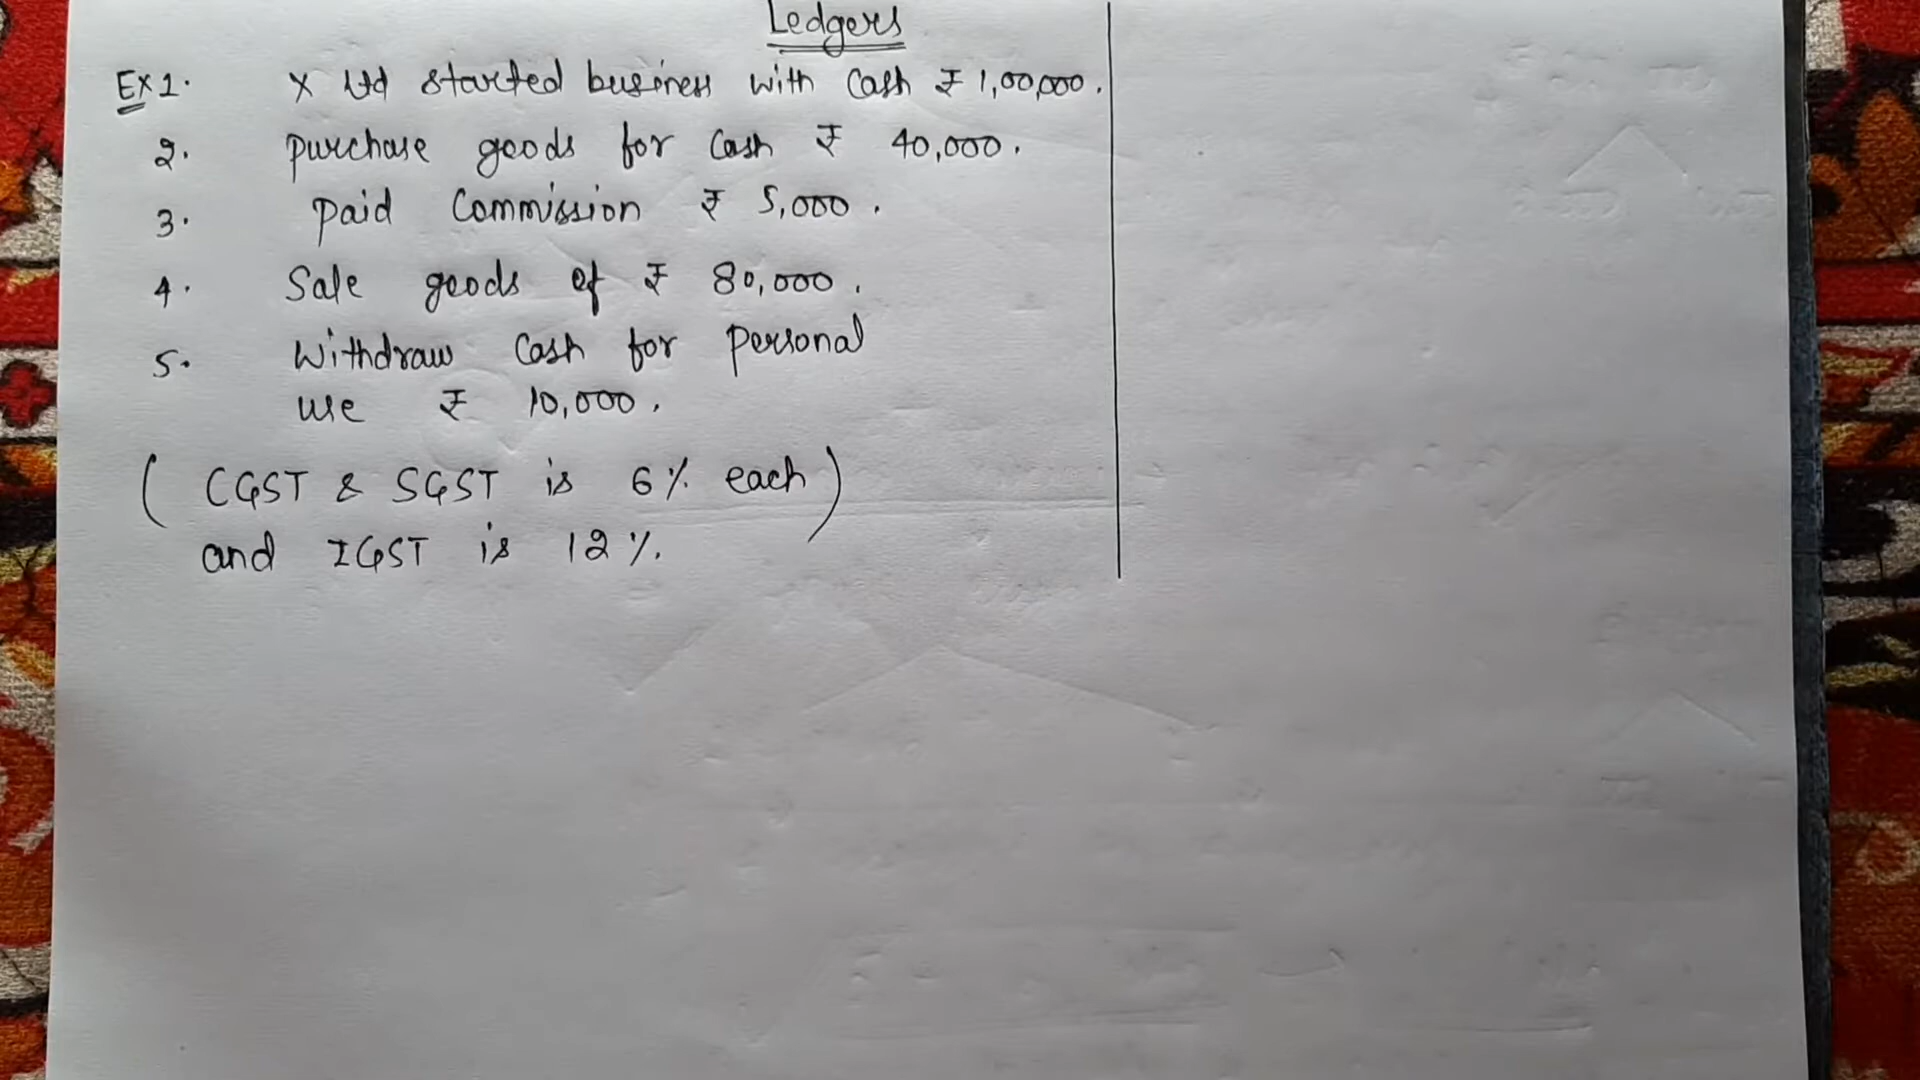 Ledgers
Ex 1. X Ltd started business with Cash ₹ 1,00,000.
2. purchase goods for Cash ₹ 40,000.
3. paid Commission ₹ 5,000.
4. Sale goods of ₹ 80,000.
5. Withdraw Cash for personal
use ₹ 10,000.
( CGST & SGST is 6% each )
and IGST is 12%.